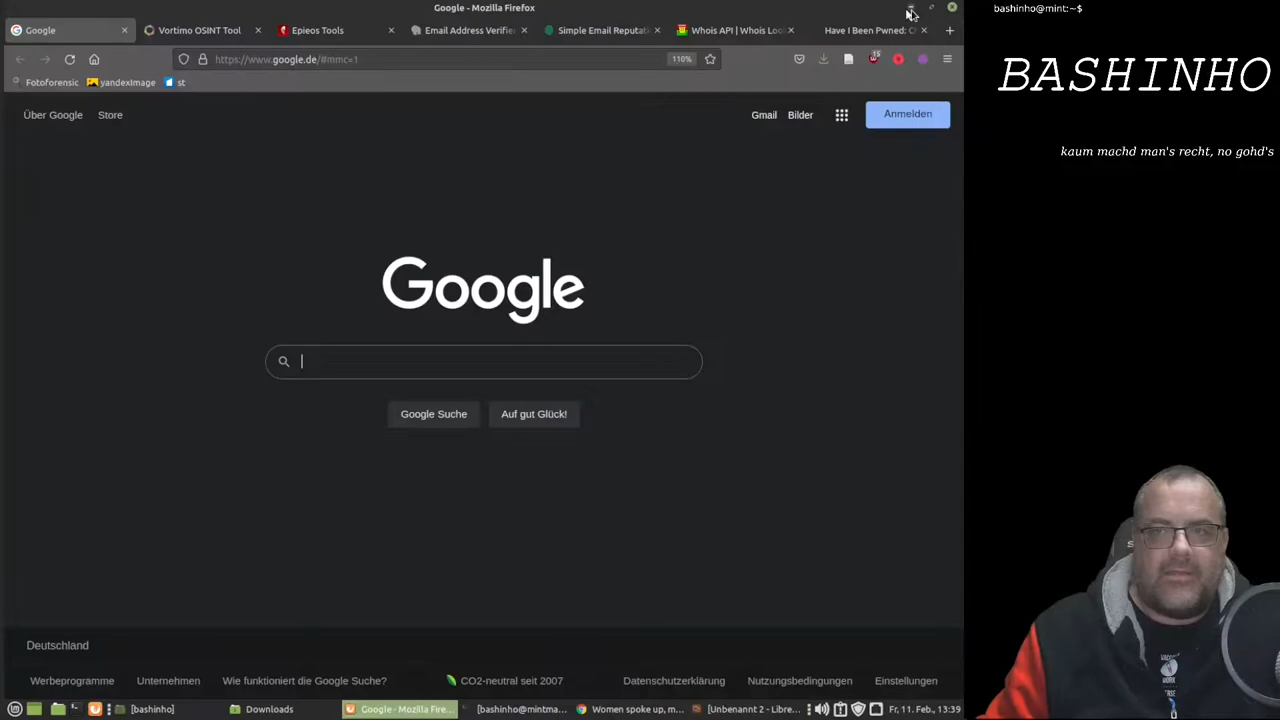 Google - Mozilla Firefox
Google
Vortimo OSINT Tool
Epieos Tools
Email Address Verifier
Simple Email Reputati
Whois API | Whois Loo
Have I Been Pwned: C
https://www.google.de/#mmc=1
110%
15
Fotoforensic
yandexImage
st
Über Google
Store
Gmail
Bilder
Anmelden
Google
Google Suche
Auf gut Glück!
Deutschland
Werbeprogramme
Unternehmen
Wie funktioniert die Google Suche?
CO2-neutral seit 2007
Datenschutzerklärung
Nutzungsbedingungen
Einstellungen
[bashinho]
Downloads
Google - Mozilla Fire...
[bashinho@mintma...
Women spoke up, m...
[Unbenannt 2 - Libre...
Fr, 11. Feb., 13:39
bashinho@mint:~$
BASHINHO
kaum machd man's recht, no gohd's